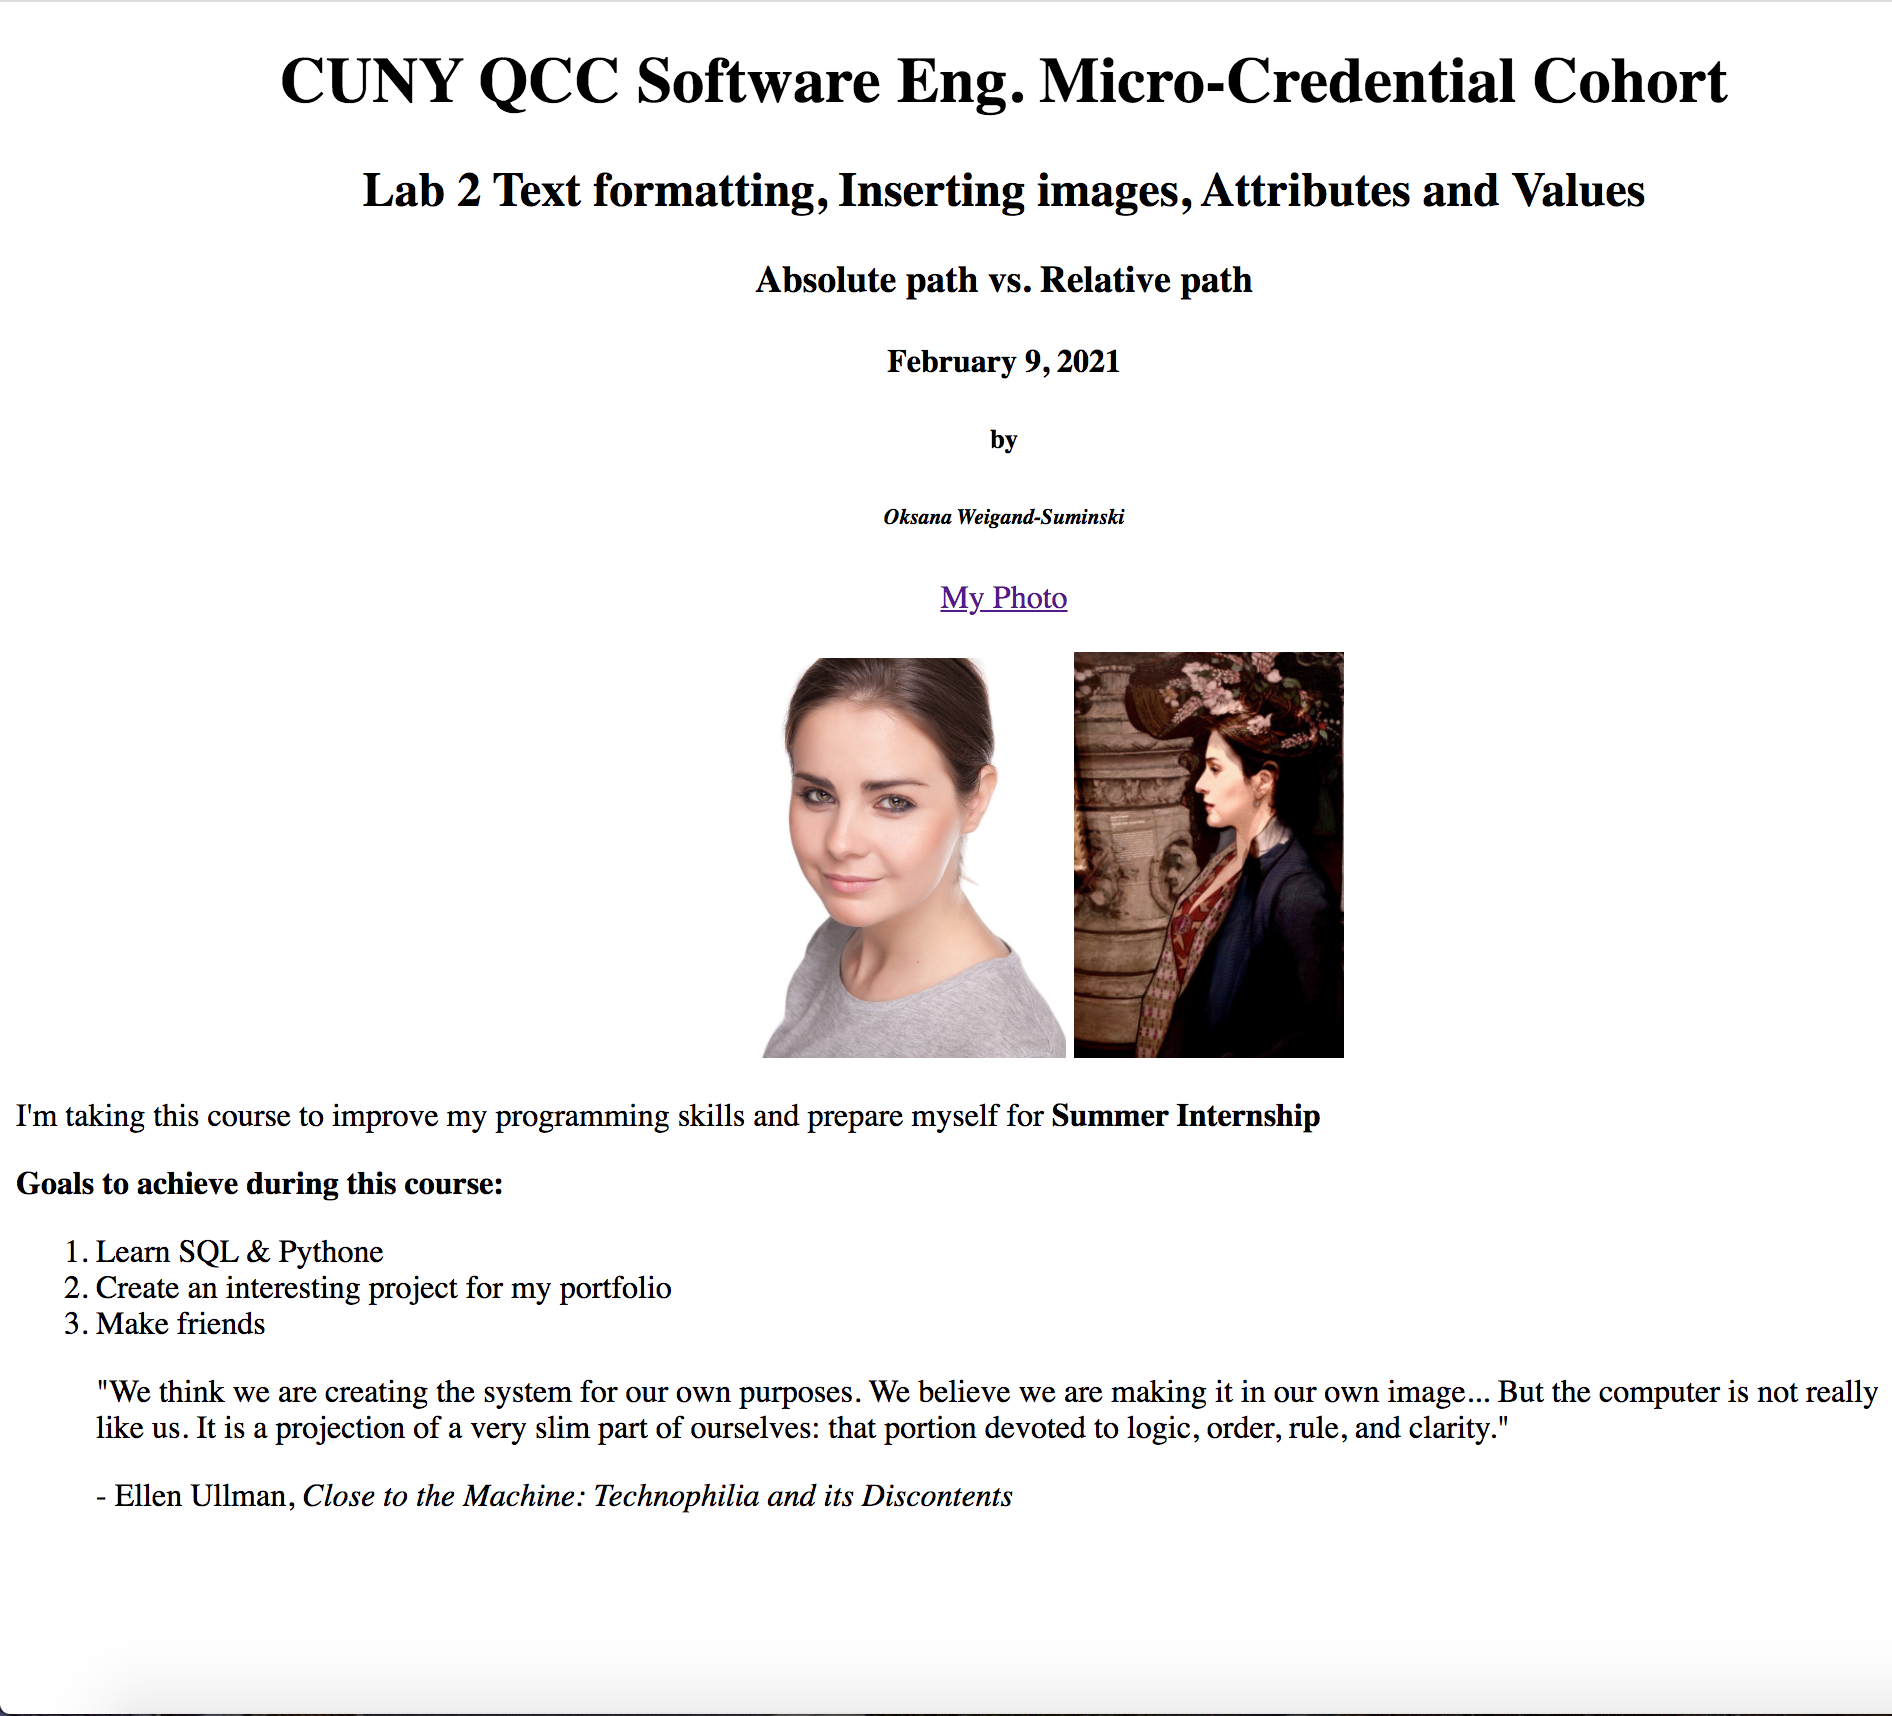 CUNY QCC Software Eng. Micro-Credential Cohort
Lab 2 Text formatting, Inserting images, Attributes and Values
Absolute path vs. Relative path
February 9, 2021
by
Oksana Weigand-Suminski
My Photo
I'm taking this course to improve my programming skills and prepare myself for Summer Internship
Goals to achieve during this course:
1. Learn SQL & Pythone
2. Create an interesting project for my portfolio
3. Make friends
"We think we are creating the system for our own purposes. We believe we are making it in our own image... But the computer is not really
like us. It is a projection of a very slim part of ourselves: that portion devoted to logic, order, rule, and clarity."
- Ellen Ullman, Close to the Machine: Technophilia and its Discontents